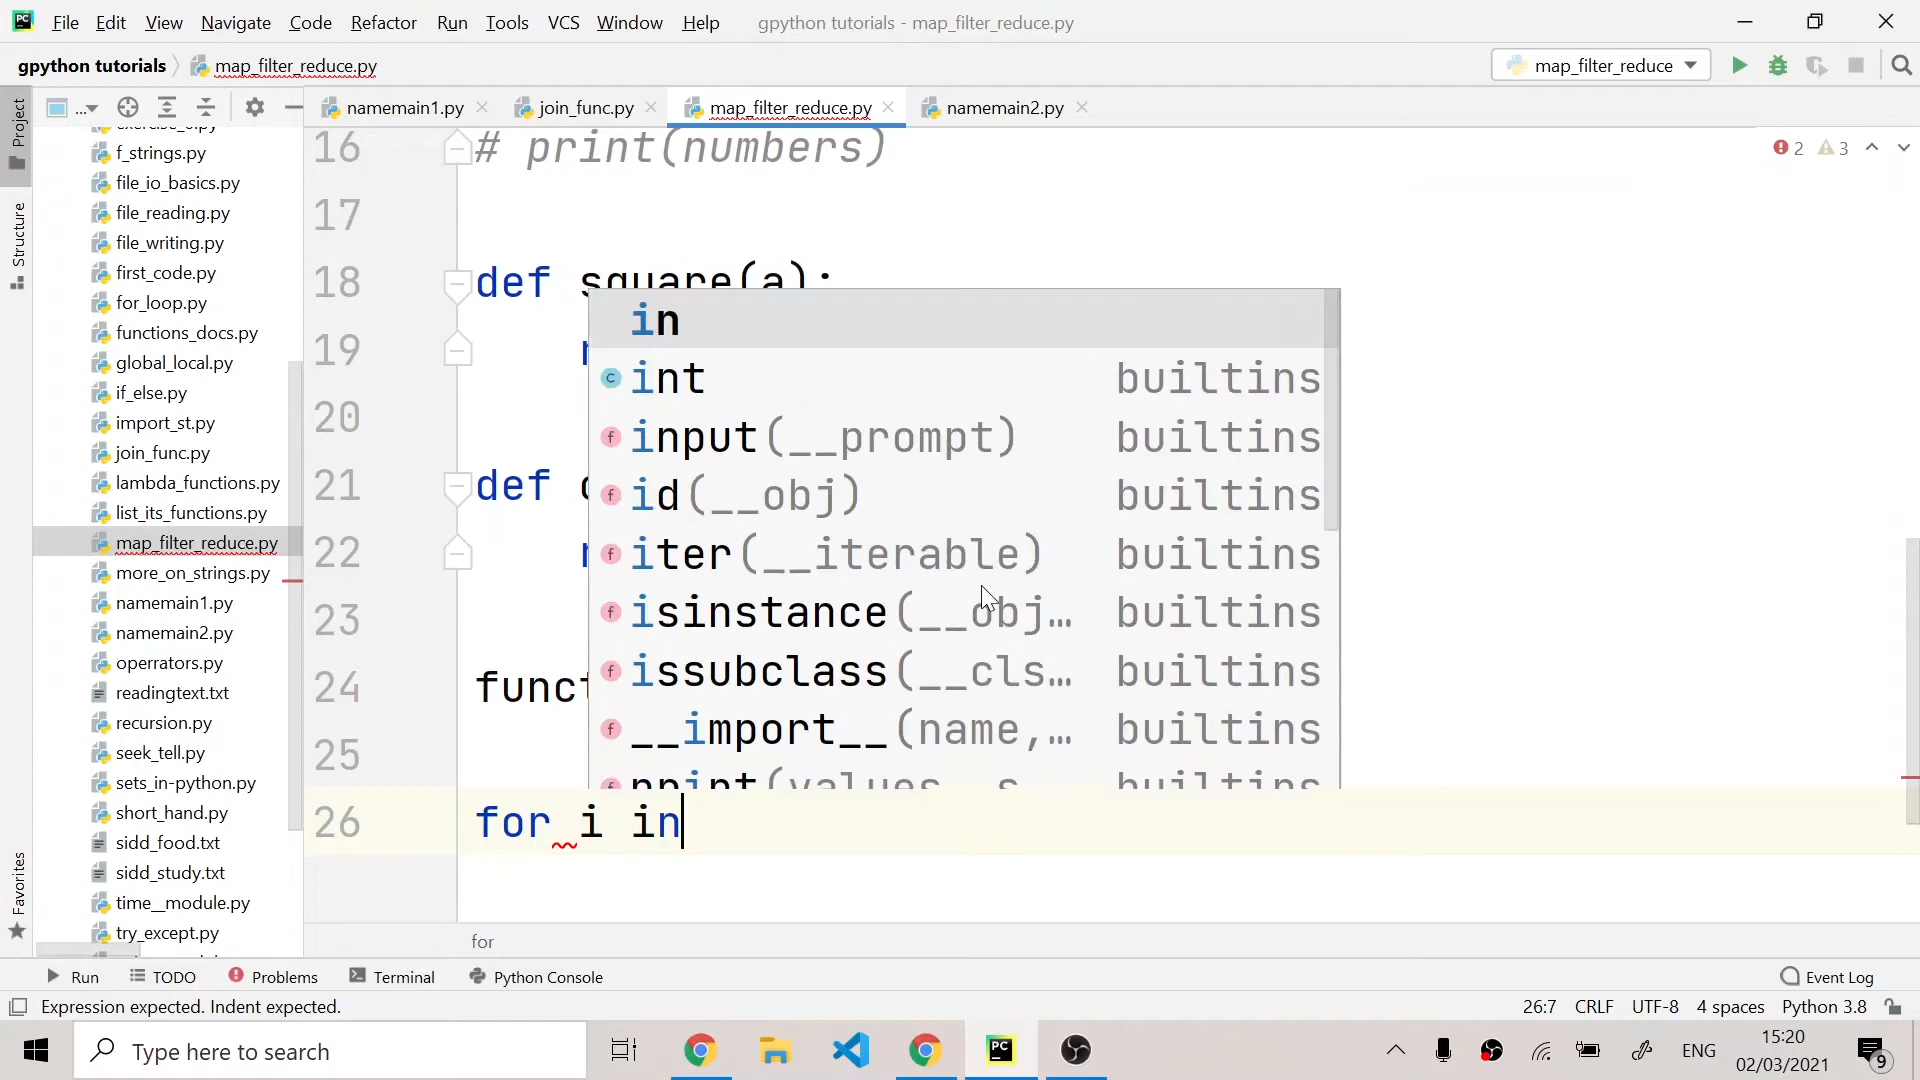 File Edit View Navigate Code Refactor Run Tools VCS Window Help gpython tutorials - map_filter_reduce.py
gpython tutorials map_filter_reduce.py map_filter_reduce
... namemain1.py join_func.py map_filter_reduce.py namemain2.py
Project
Structure
Favorites
f_strings.py
file_io_basics.py
file_reading.py
file_writing.py
first_code.py
for_loop.py
functions_docs.py
global_local.py
if_else.py
import_st.py
join_func.py
lambda_functions.py
list_its_functions.py
map_filter_reduce.py
more_on_strings.py
namemain1.py
namemain2.py
operrators.py
readingtext.txt
recursion.py
seek_tell.py
sets_in-python.py
short_hand.py
sidd_food.txt
sidd_study.txt
time__module.py
try_except.py
16 # print(numbers)
2 3
17
18 def square(a):
19
20
21 def
22
23
24 funct
25
26 for i in
in
int builtins
input(__prompt) builtins
id(__obj) builtins
iter(__iterable) builtins
isinstance(__obj… builtins
issubclass(__cls… builtins
__import__(name,… builtins
print(values, s builtins
for
Run TODO Problems Terminal Python Console Event Log
Expression expected. Indent expected. 26:7 CRLF UTF-8 4 spaces Python 3.8
Type here to search ENG 15:20
02/03/2021 9